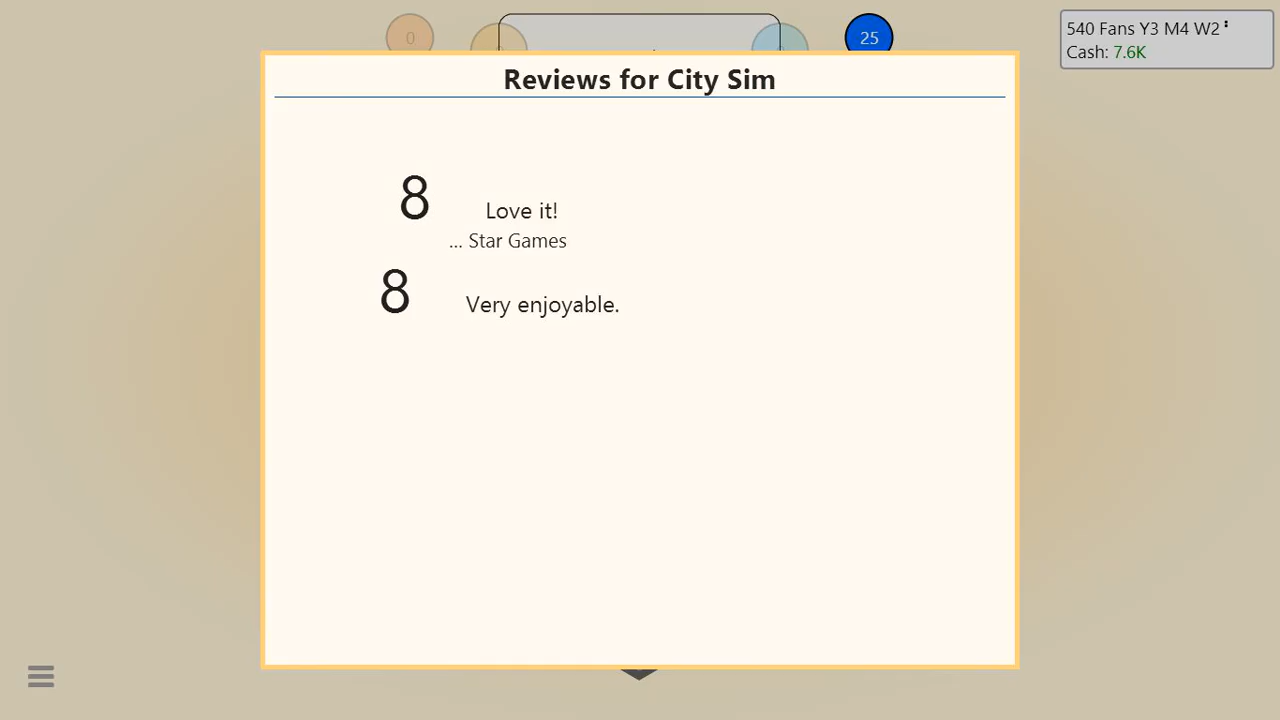 0
25
540 Fans Y3 M4 W2
Cash: 7.6K
Reviews for City Sim
8 Love it!
... Star Games
8 Very enjoyable.